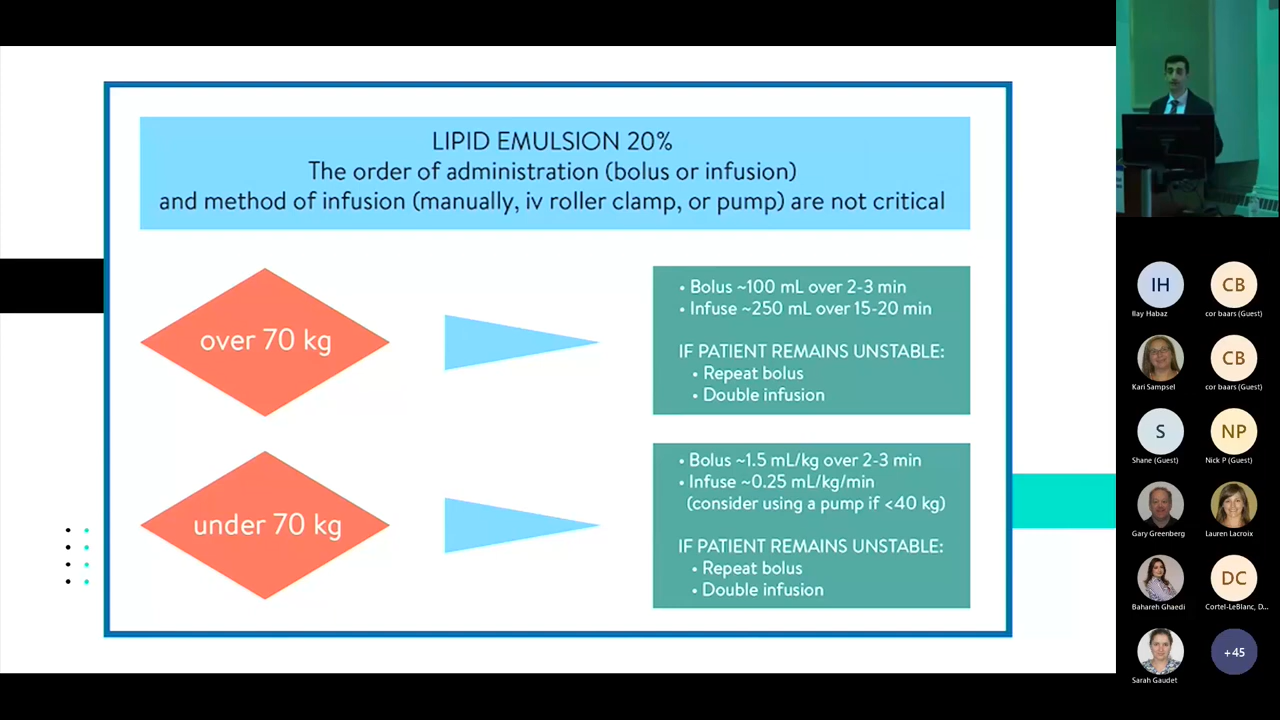 LIPID EMULSION 20%
The order of administration (bolus or infusion)
and method of infusion (manually, iv roller clamp, or pump) are not critical
over 70 kg
• Bolus ~100 mL over 2-3 min
• Infuse ~250 mL over 15-20 min
IF PATIENT REMAINS UNSTABLE:
• Repeat bolus
• Double infusion
under 70 kg
• Bolus ~1.5 mL/kg over 2-3 min
• Infuse ~0.25 mL/kg/min
(consider using a pump if <40 kg)
IF PATIENT REMAINS UNSTABLE:
• Repeat bolus
• Double infusion
IH
CB
Ilay Habaz
cor baars (Guest)
CB
Kari Sampsel
cor baars (Guest)
S
NP
Shane (Guest)
Nick P (Guest)
Gary Greenberg
Lauren Lacroix
DC
Bahareh Ghaedi
Cortel-LeBlanc, D...
+45
Sarah Gaudet